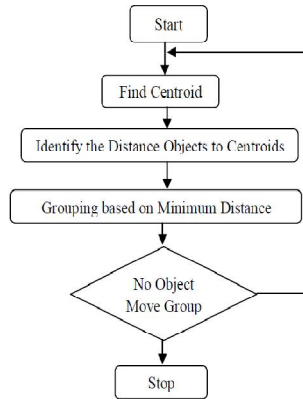 Start
Find Centroid
Identify the Distance Objects to Centroids
Grouping based on Minimum Distance
No Object
Move Group
Stop